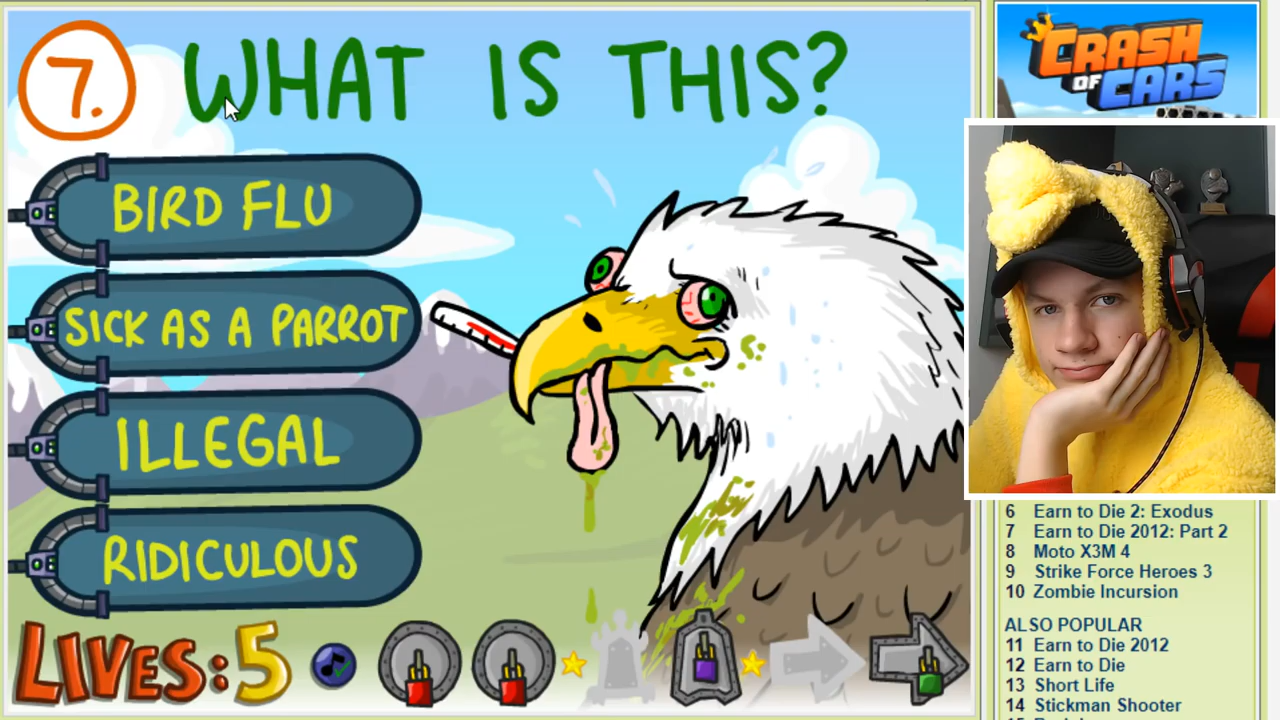 7. WHAT IS THIS?
BIRD FLU
SICK AS A PARROT
ILLEGAL
RIDICULOUS
LIVES: 5
CRASH
OF CARS
6 Earn to Die 2: Exodus
7 Earn to Die 2012: Part 2
8 Moto X3M 4
9 Strike Force Heroes 3
10 Zombie Incursion
ALSO POPULAR
11 Earn to Die 2012
12 Earn to Die
13 Short Life
14 Stickman Shooter